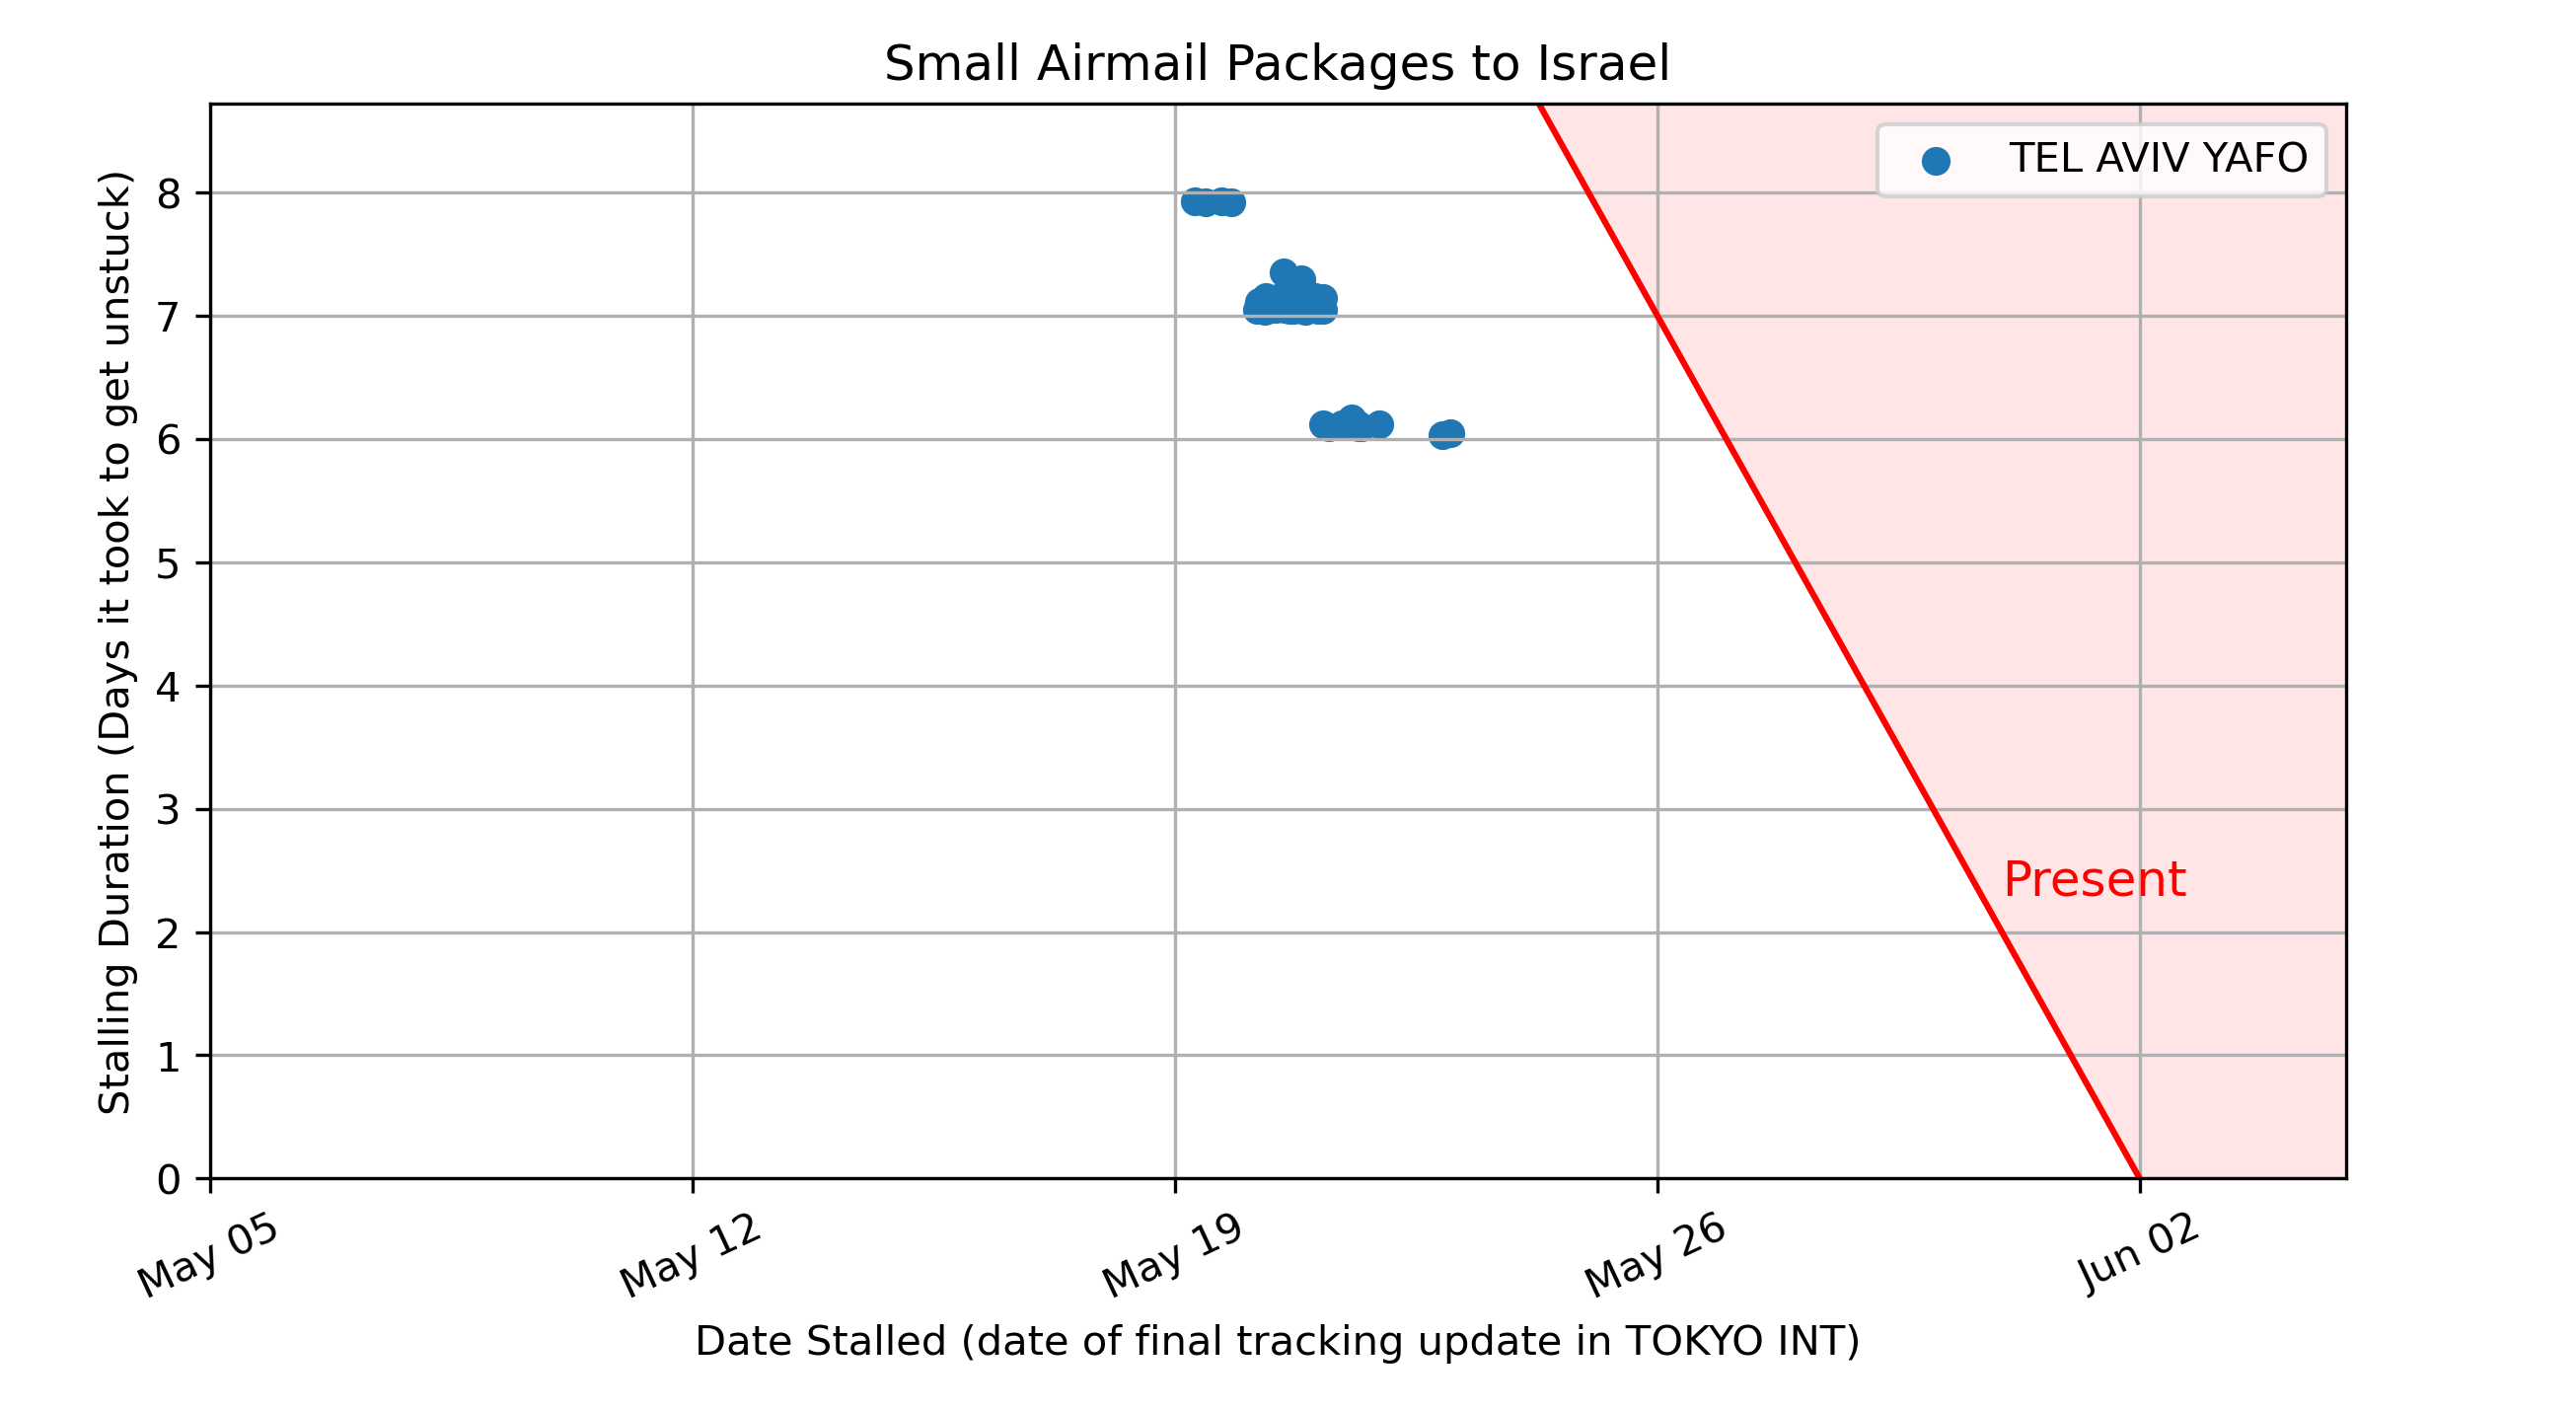 Small Airmail Packages to Israel
TEL AVIV YAFO
Stalling Duration (Days it took to get unstuck)
8
7
6
5
4
3
2
1
0
Present
May 05
May 12
May 19
May 26
Jun 02
Date Stalled (date of final tracking update in TOKYO INT)